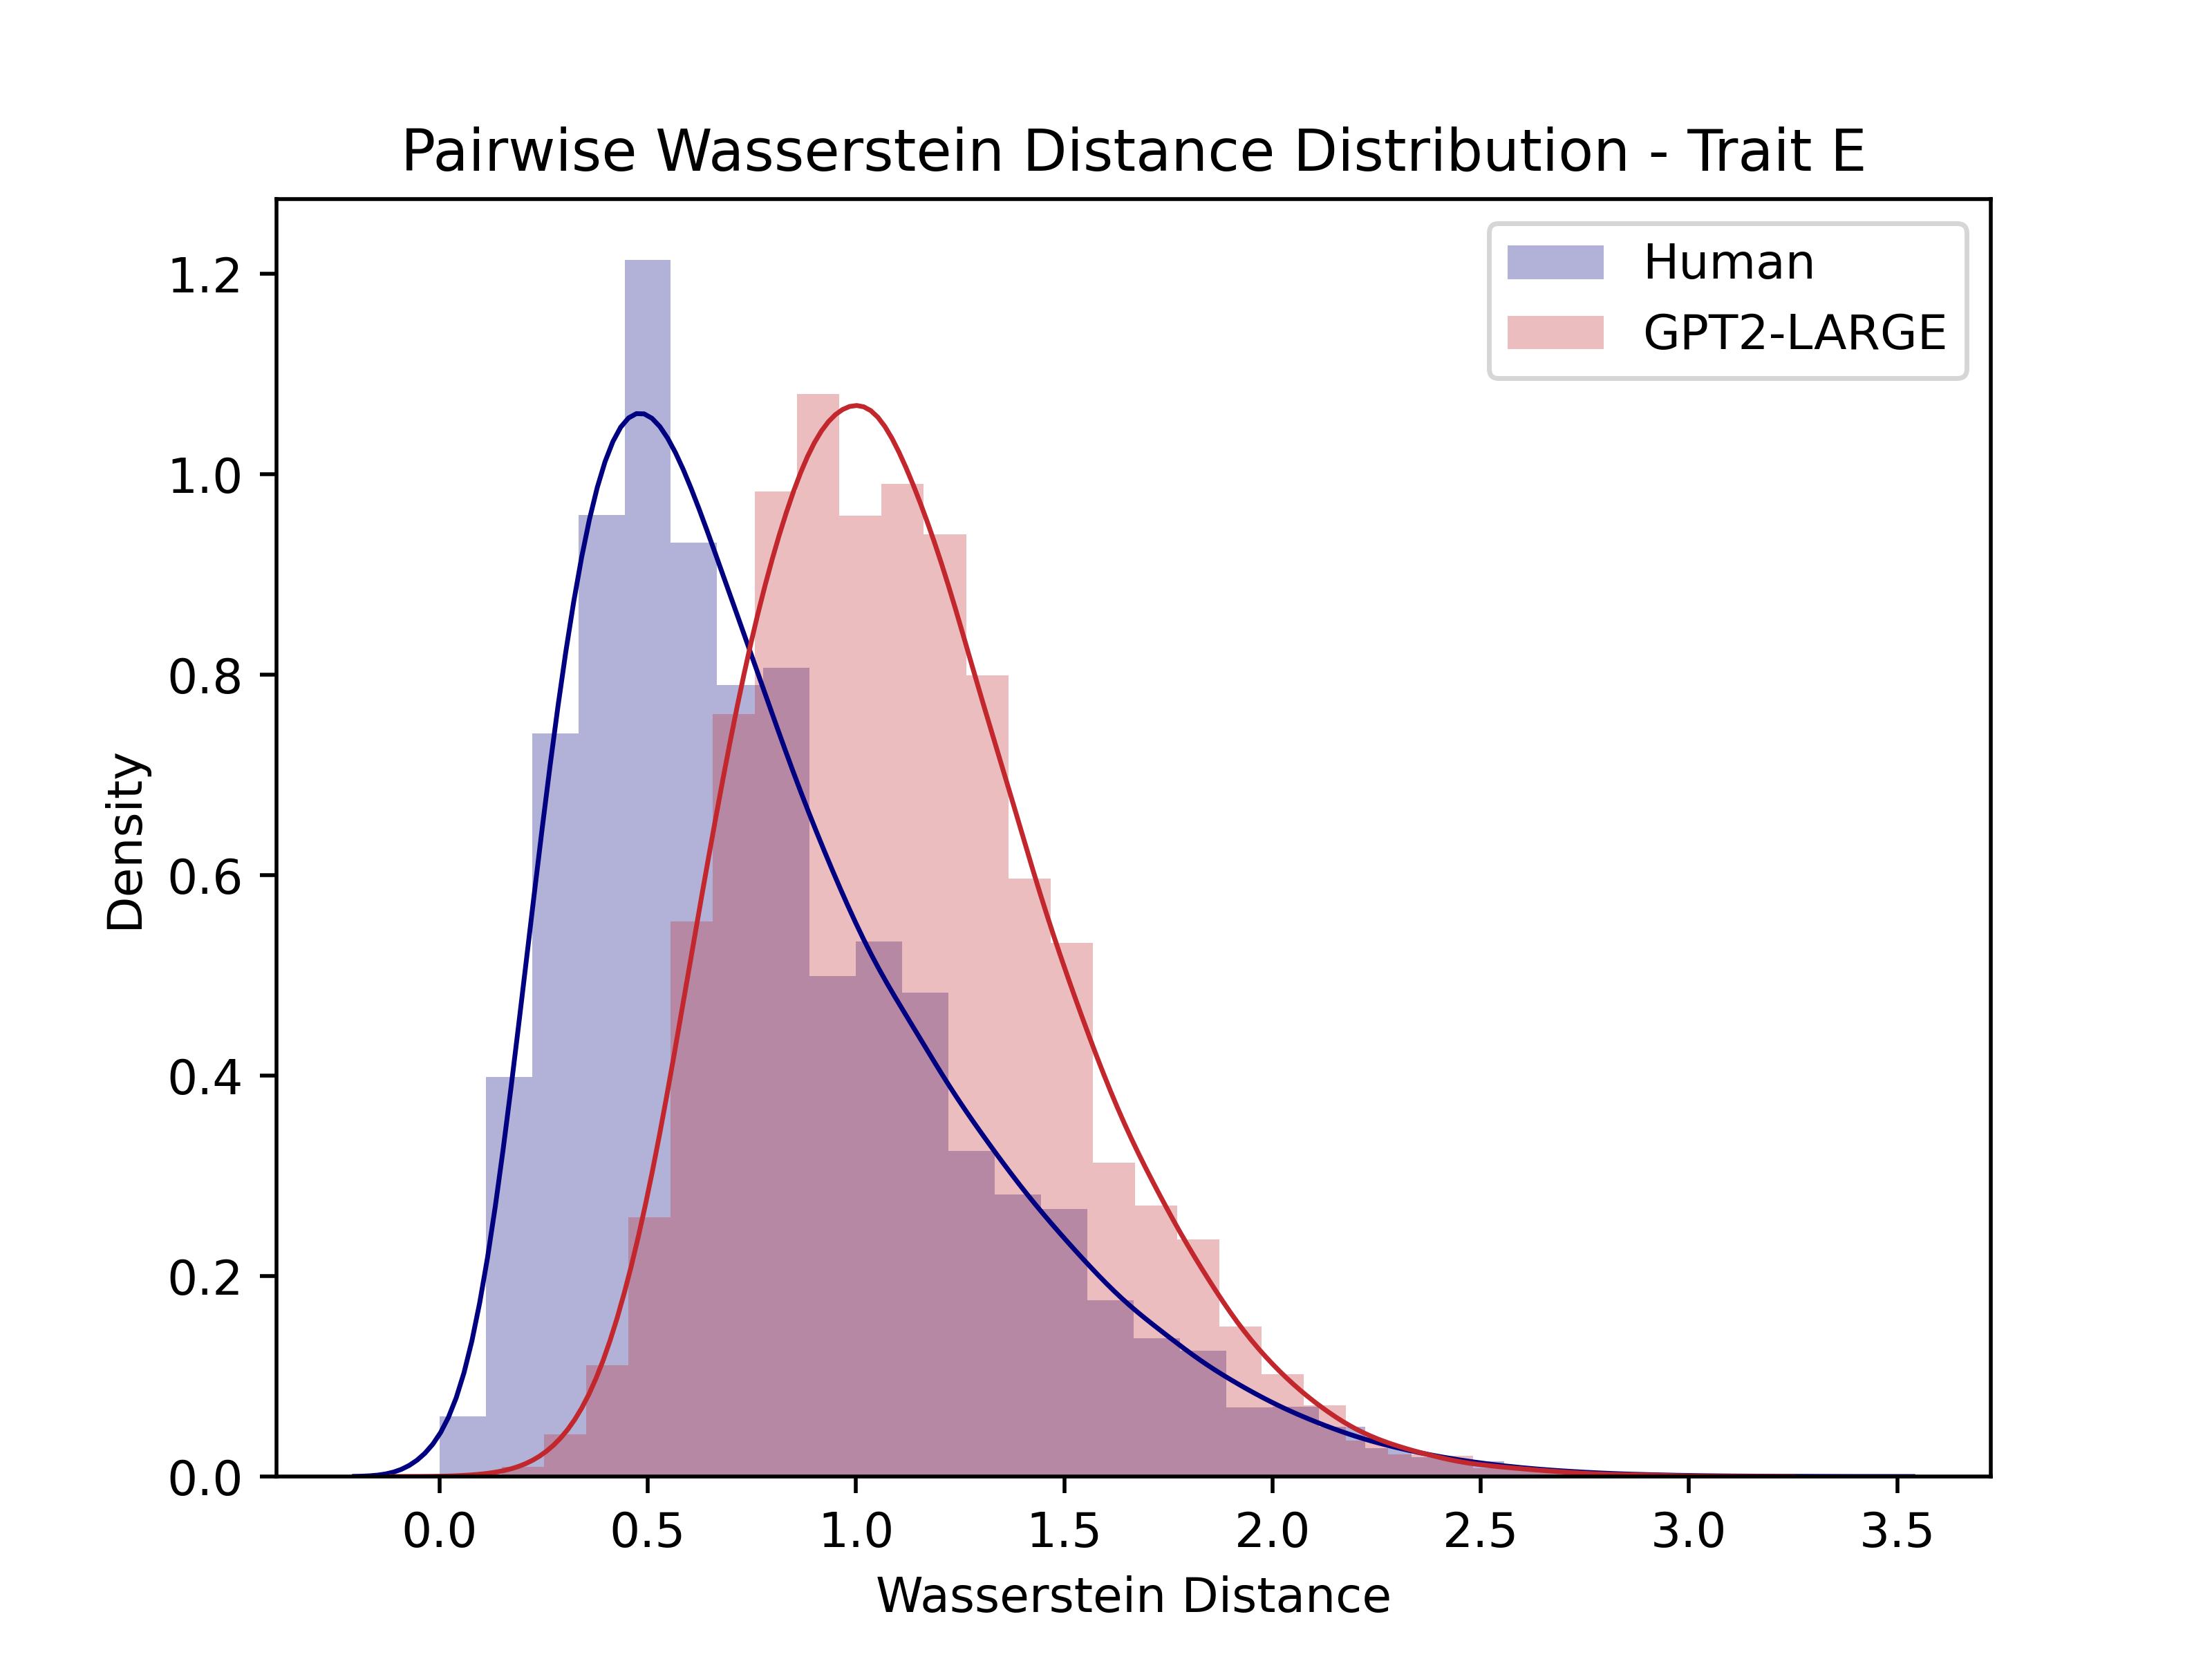 Pairwise Wasserstein Distance Distribution - Trait E
Human
GPT2-LARGE
1.2
1.0
0.8
0.6
0.4
0.2
0.0
Density
0.0 0.5 1.0 1.5 2.0 2.5 3.0 3.5
Wasserstein Distance